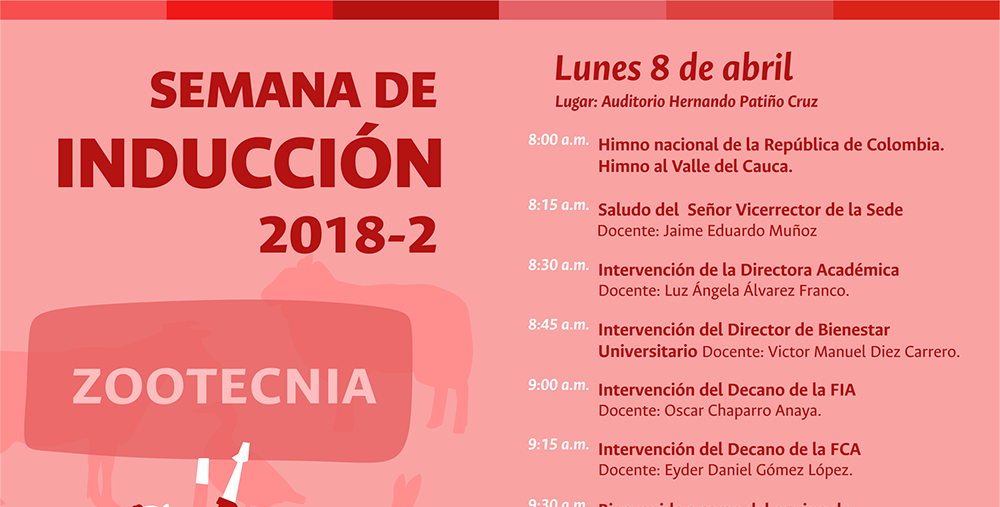 SEMANA DE
INDUCCIÓN
2018-2
ZOOTECNIA
Lunes 8 de abril
Lugar: Auditorio Hernando Patiño Cruz
8:00 a.m. Himno nacional de la República de Colombia.
Himno al Valle del Cauca.
8:15 a.m. Saludo del Señor Vicerrector de la Sede
Docente: Jaime Eduardo Muñoz
8:30 a.m. Intervención de la Directora Académica
Docente: Luz Ángela Álvarez Franco.
8:45 a.m. Intervención del Director de Bienestar
Universitario Docente: Victor Manuel Diez Carrero.
9:00 a.m. Intervención del Decano de la FIA
Docente: Oscar Chaparro Anaya.
9:15 a.m. Intervención del Decano de la FCA
Docente: Eyder Daniel Gómez López.
9:30 a.m.